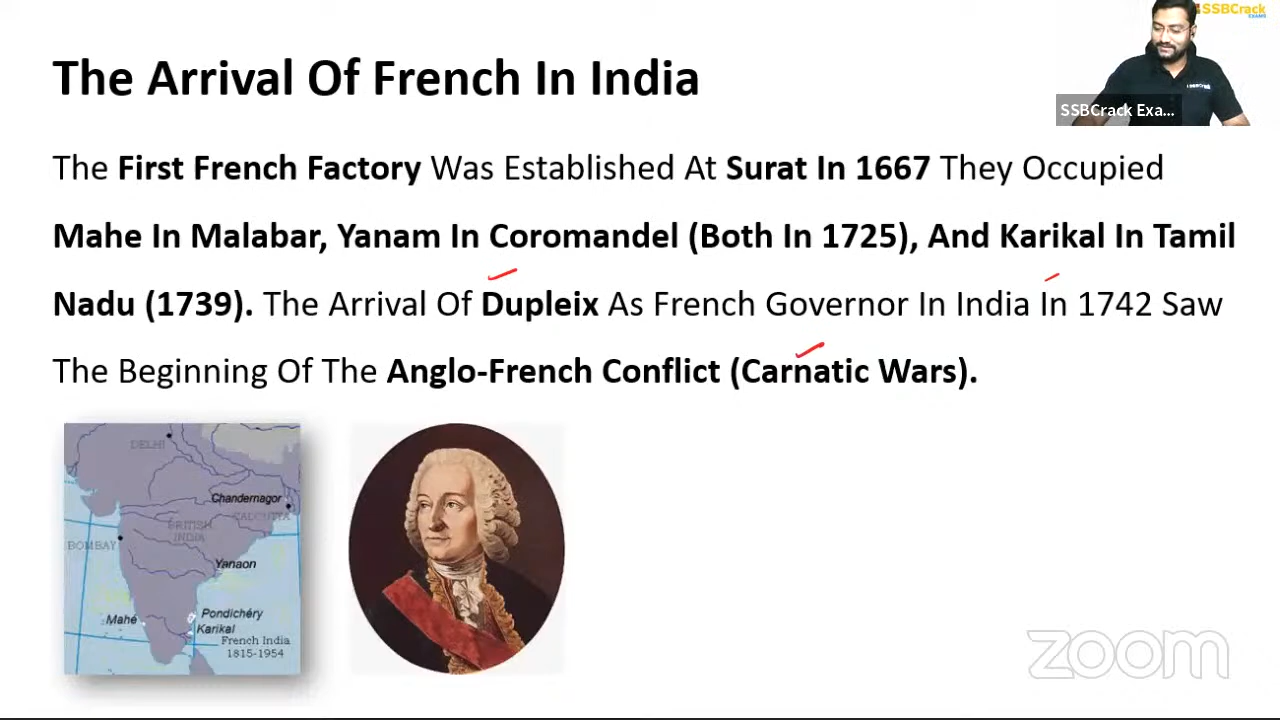 SSBCrack
EXAMS
The Arrival Of French In India
SSBCrack Exa...
The First French Factory Was Established At Surat In 1667 They Occupied
Mahe In Malabar, Yanam In Coromandel (Both In 1725), And Karikal In Tamil
Nadu (1739). The Arrival Of Dupleix As French Governor In India In 1742 Saw
The Beginning Of The Anglo-French Conflict (Carnatic Wars).
DELHI
Chandernagor
CALCUTTA
BRITISH
INDIA
BOMBAY
Yanaon
Mahé
Pondichéry
Karikal
French India
1815-1954
zoom